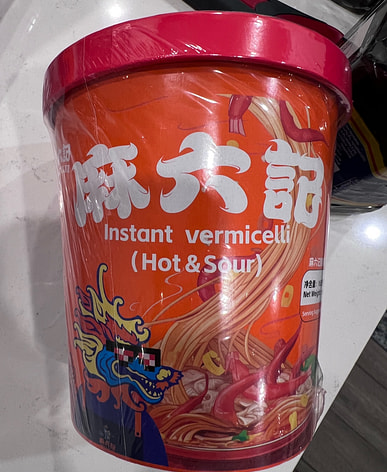 麻六記
Instant vermicelli
(Hot & Sour)
净含量:
Net Weight